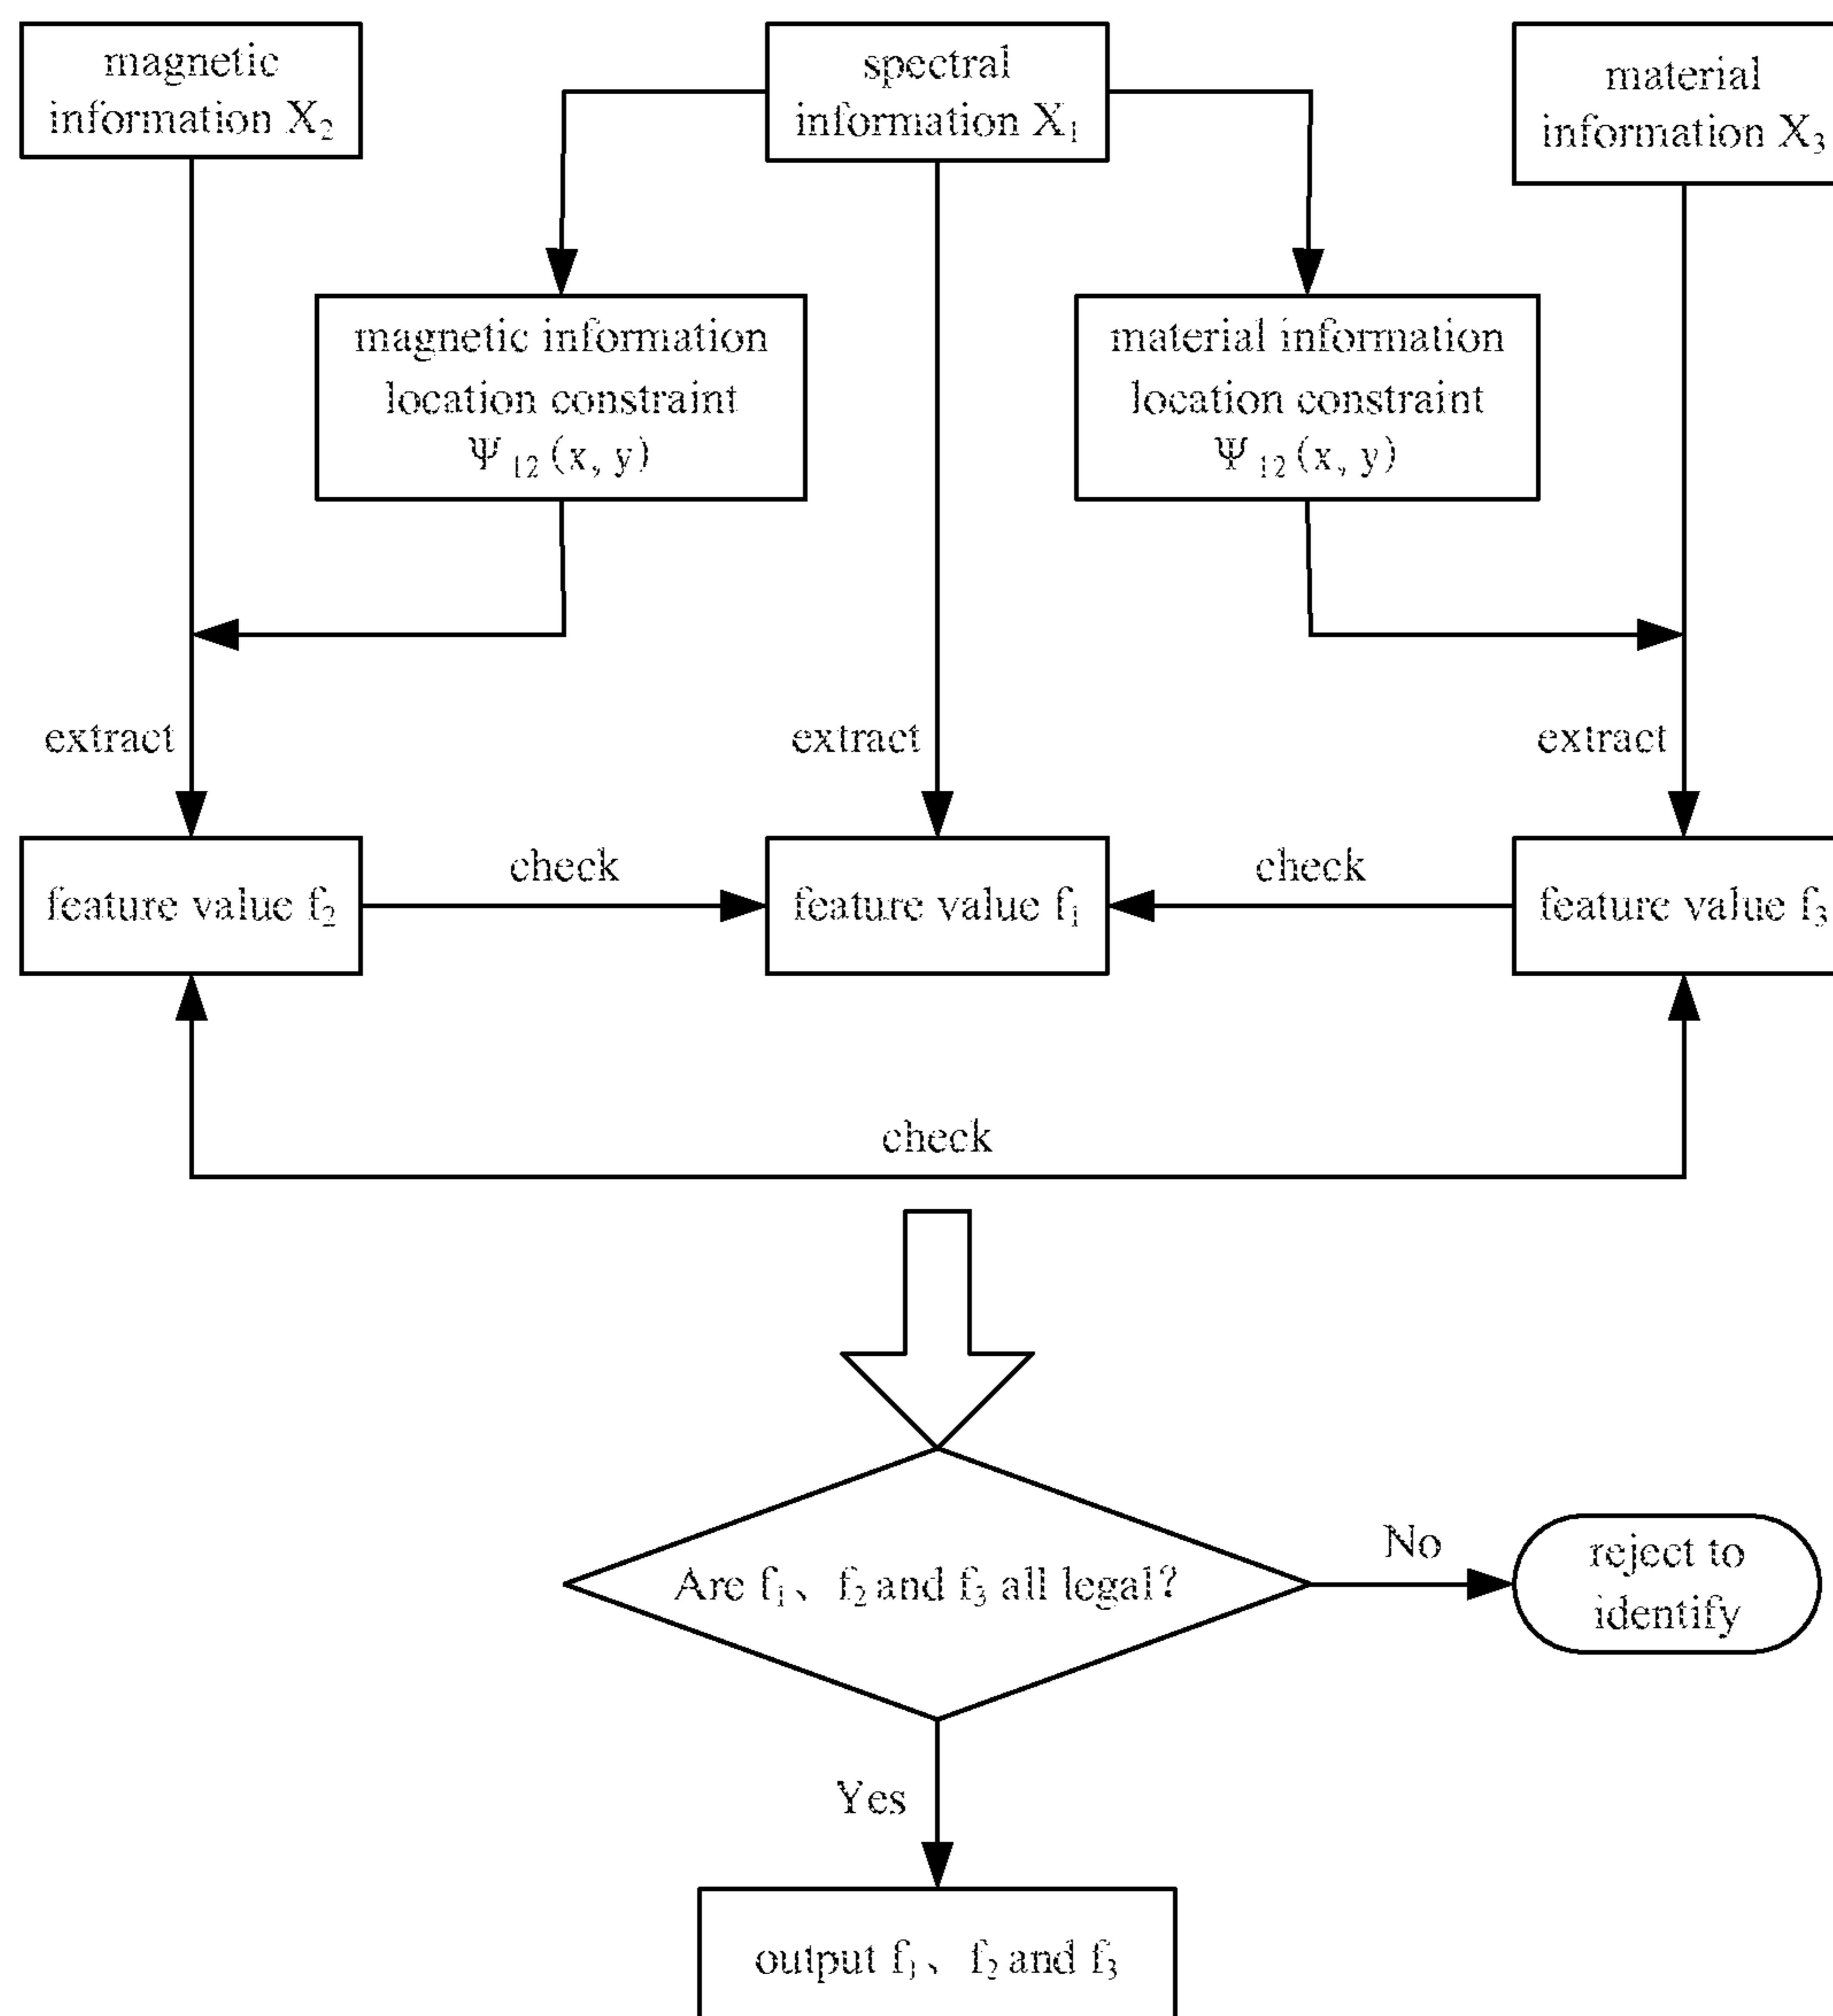 magnetic
information X₂
spectral
information X₁
material
information X₃
magnetic information
location constraint
Ψ₁₂(x, y)
material information
location constraint
Ψ₁₂(x, y)
extract
extract
extract
feature value f₂
check
feature value f₁
check
feature value f₃
check
Are f₁、f₂ and f₃ all legal?
No
reject to
identify
Yes
output f₁、f₂ and f₃